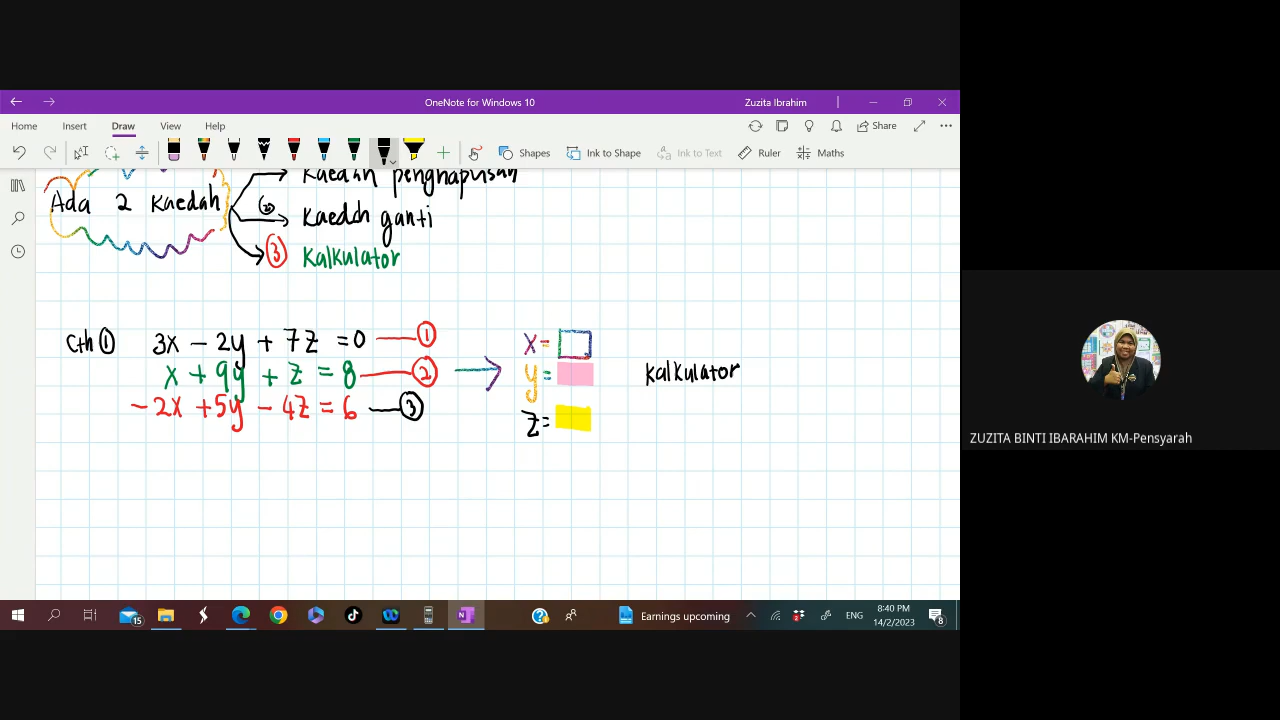 OneNote for Windows 10
Zuzita Ibrahim
Home Insert Draw View Help
Share
Shapes Ink to Shape Ink to Text Ruler Maths
Kaedah penghapusan
Ada 2 Kaedah
② Kaedah ganti
③ Kalkulator
Cth ① 3x - 2y + 7z = 0 — ①
x + 9y + z = 8 — ②
- 2x + 5y - 4z = 6 — ③
x =
y =
z =
Kalkulator
ZUZITA BINTI IBARAHIM KM-Pensyarah
15
Earnings upcoming
ENG
8:40 PM
14/2/2023
8